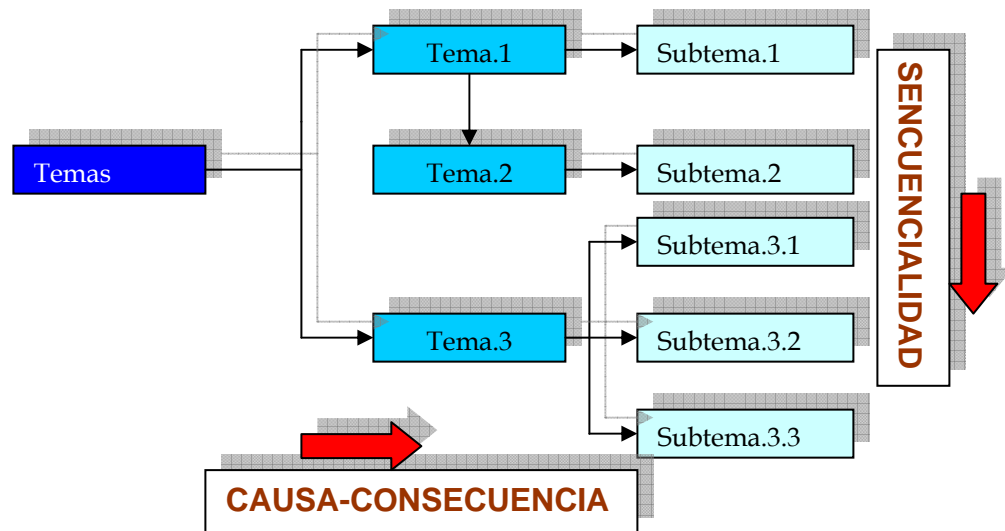 Temas
Tema.1
Subtema.1
Tema.2
Subtema.2
Tema.3
Subtema.3.1
Subtema.3.2
Subtema.3.3
SENCUENCIALIDAD
CAUSA-CONSECUENCIA